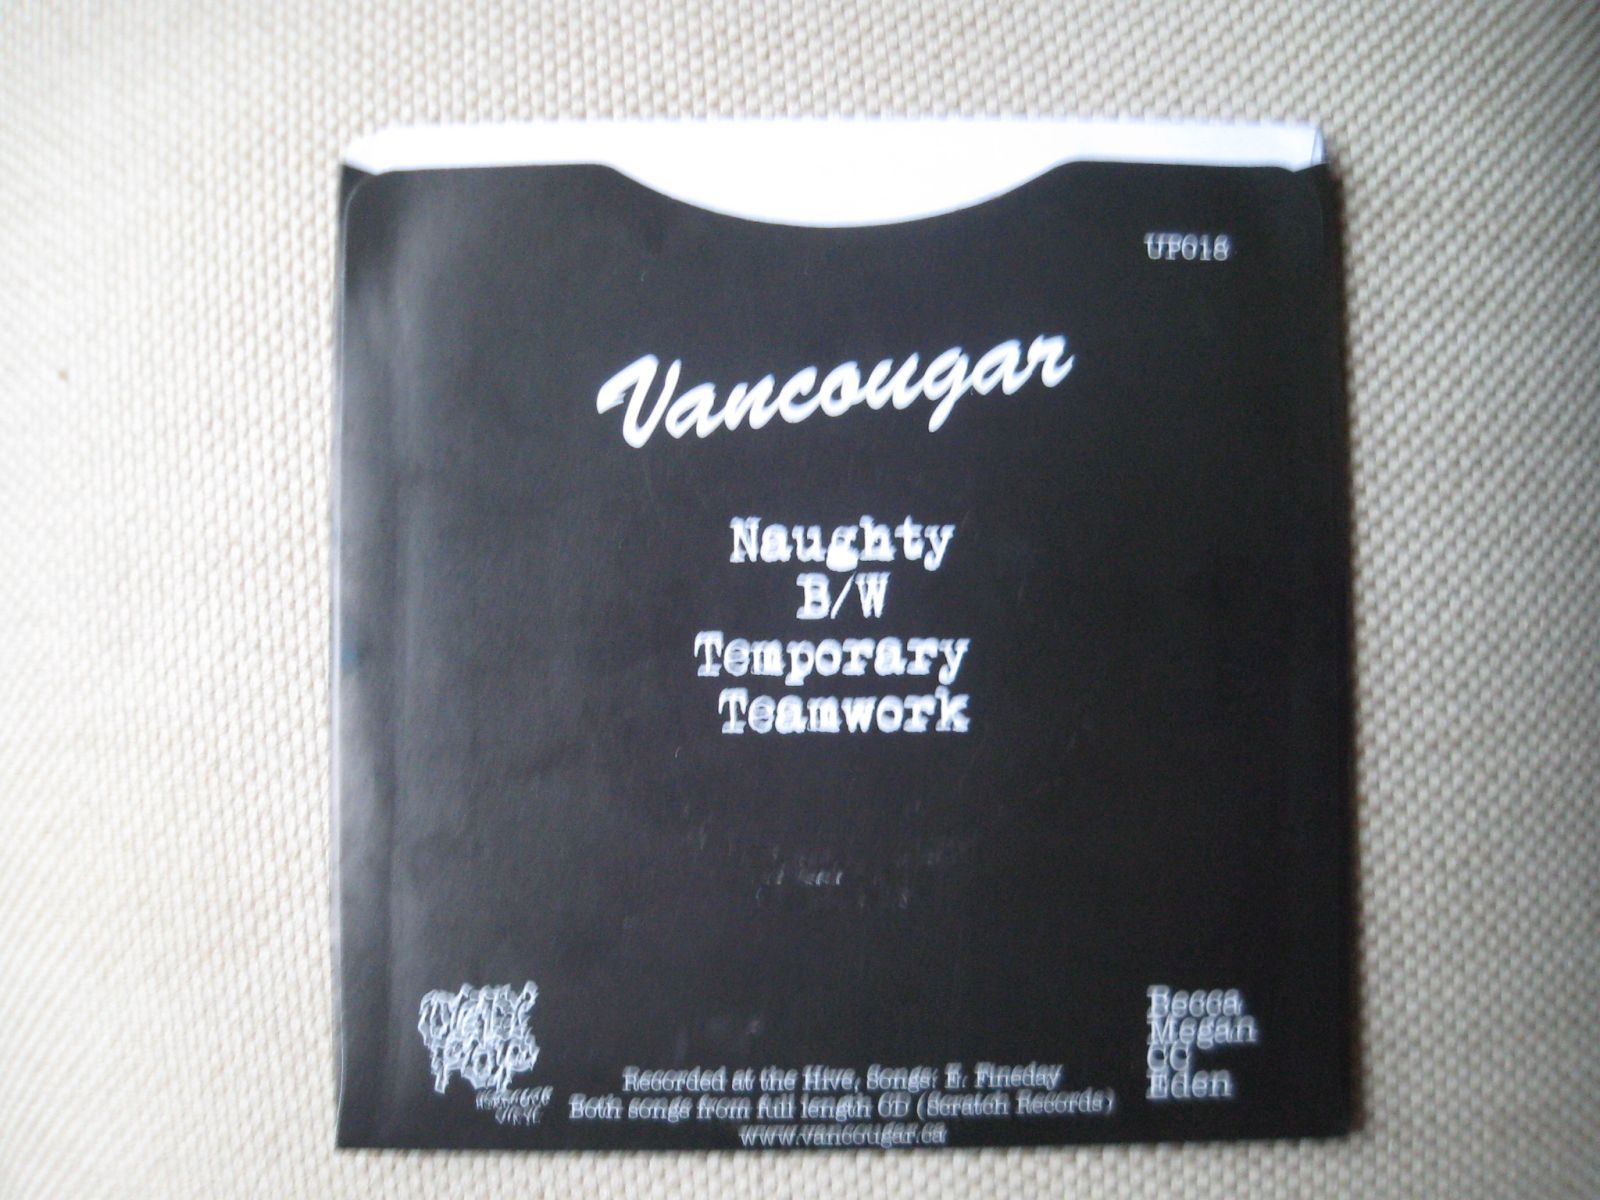 UP018
Vancougar
Naughty
B/W
Temporary
Teamwork
Becca
Megan
CC
Eden
Recorded at the Hive, Songs: E. Fineday
Both songs from full length CD (Scratch Records)
www.vancougar.ca